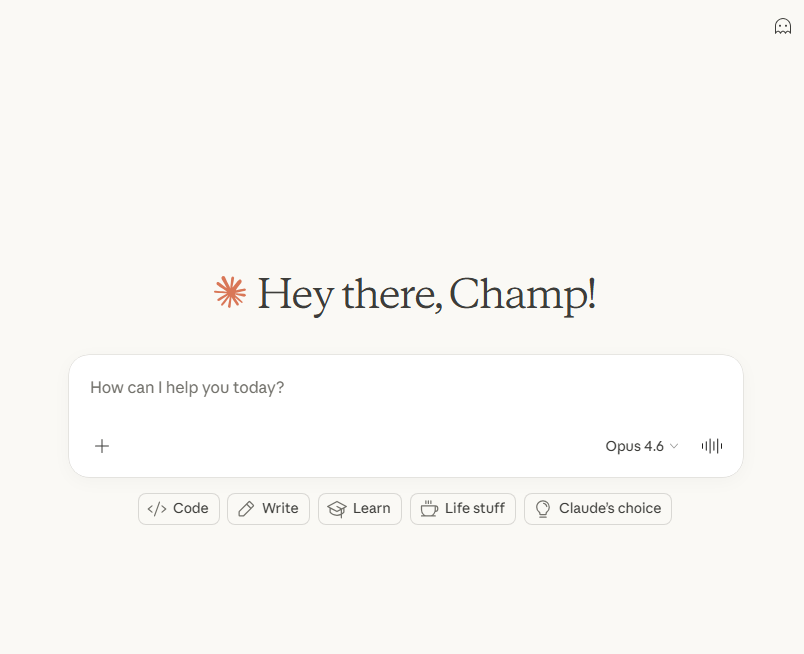 Hey there, Champ!
How can I help you today?
Opus 4.6
Code
Write
Learn
Life stuff
Claude's choice